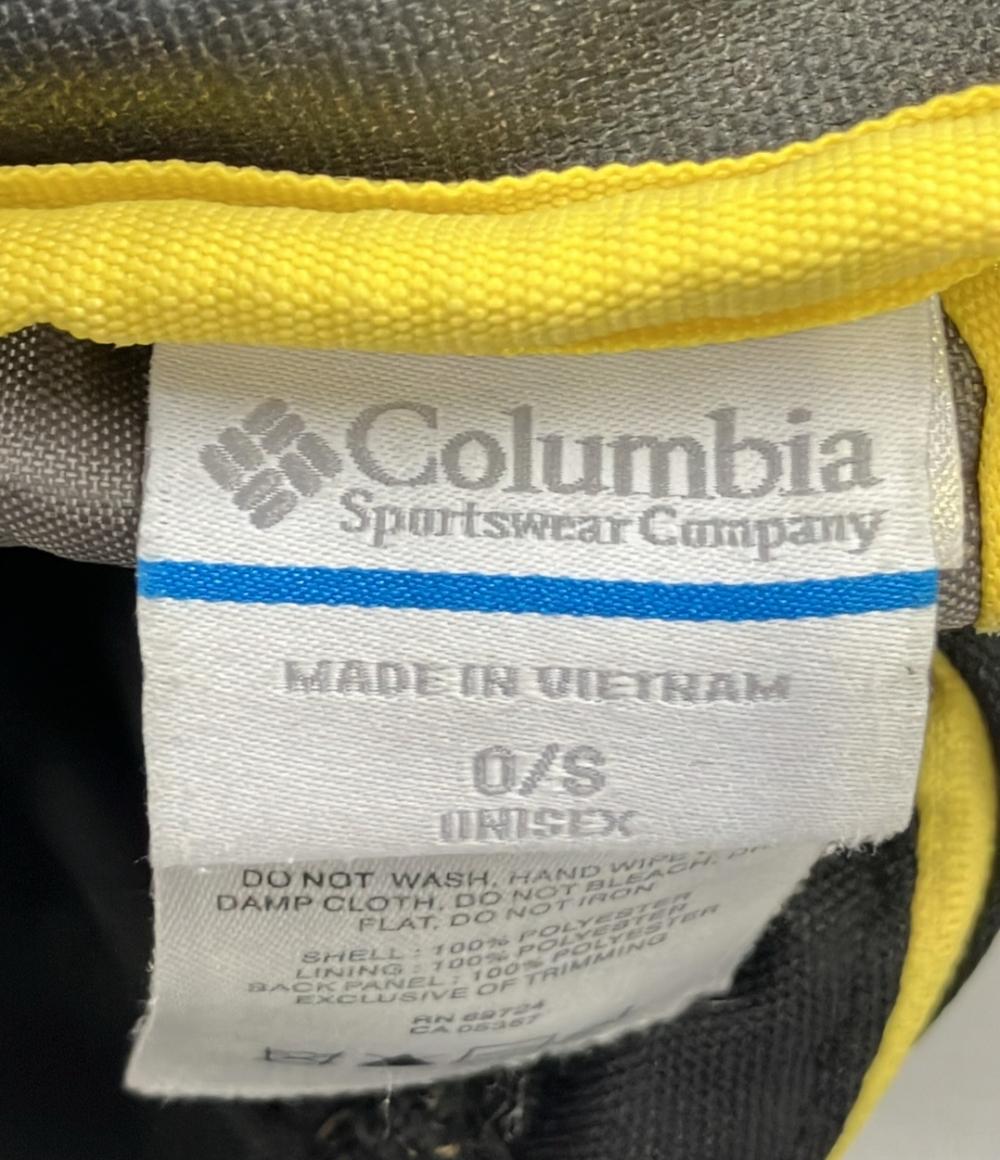 Columbia
Sportswear Company
MADE IN VIETNAM
O/S
UNISEX
DO NOT WASH, HAND WIPE
DAMP CLOTH, DO NOT BLEACH,
FLAT, DO NOT IRON
SHELL : 100% POLYESTER
LINING : 100% POLYESTER
BACK PANEL : 100% POLYESTER
EXCLUSIVE OF TRIMMING
RN 69724
CA 05367